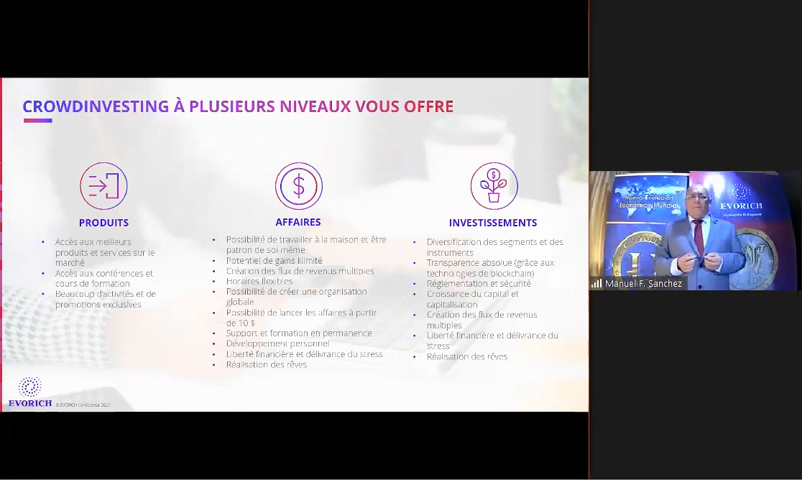 CROWDINVESTING À PLUSIEURS NIVEAUX VOUS OFFRE
PRODUITS
Accès aux meilleurs
produits et services sur le
marché
Accès aux conférences et
cours de formation
Beaucoup d'activités et de
promotions exclusives
AFFAIRES
Possibilité de travailler à la maison et être
patron de soi même
Potentiel de gains illimité
Création des flux de revenus multiples
Horaires flexibles
Possibilité de créer une organisation
globale
Possibilité de lancer les affaires à partir
de 10 $
Support et formation en permanence
Développement personnel
Liberté financière et délivrance du stress
Réalisation des rêves
INVESTISSEMENTS
Diversification des segments et des
instruments
Transparence absolue (grâce aux
technologies de blockchain)
Réglementation et sécurité
Croissance du capital et
capitalisation
Création des flux de revenus
multiples
Liberté financière et délivrance du
stress
Réalisation des rêves
EVORICH
Nueva Evolución
Económica Mundial
EVORICH
Manuel F. Sanchez